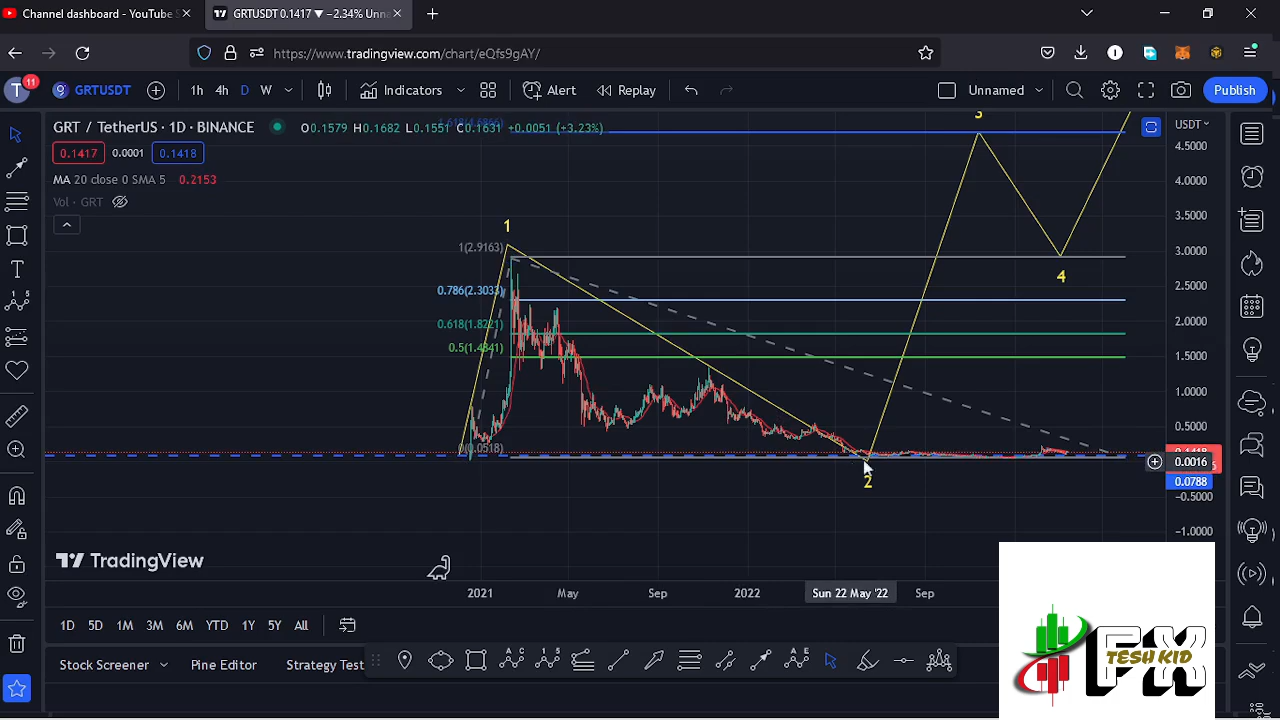 Channel dashboard - YouTube S
GRTUSDT 0.1417 ▼ −2.34% Unna
https://www.tradingview.com/chart/eQfs9gAY/
11
T
GRTUSDT
1h 4h D W
Indicators
Alert
Replay
Unnamed
Publish
GRT / TetherUS · 1D · BINANCE
O0.1579 H0.1682 L0.1551 C0.1631 +0.0051 (+3.23%)
USDT
0.1417 0.0001 0.1418
MA 20 close 0 SMA 5 0.2153
Vol · GRT
1
2
4
1(2.9163)
0.786(2.3033)
0.618(1.8221)
0.5(1.4841)
0(0.0518)
4.5000
4.0000
3.5000
3.0000
2.5000
2.0000
1.5000
1.0000
0.5000
0.0016
0.0788
−0.5000
−1.0000
TradingView
2021 May Sep 2022 Sun 22 May '22 Sep
1D 5D 1M 3M 6M YTD 1Y 5Y All
Stock Screener Pine Editor
FX
TESH KID